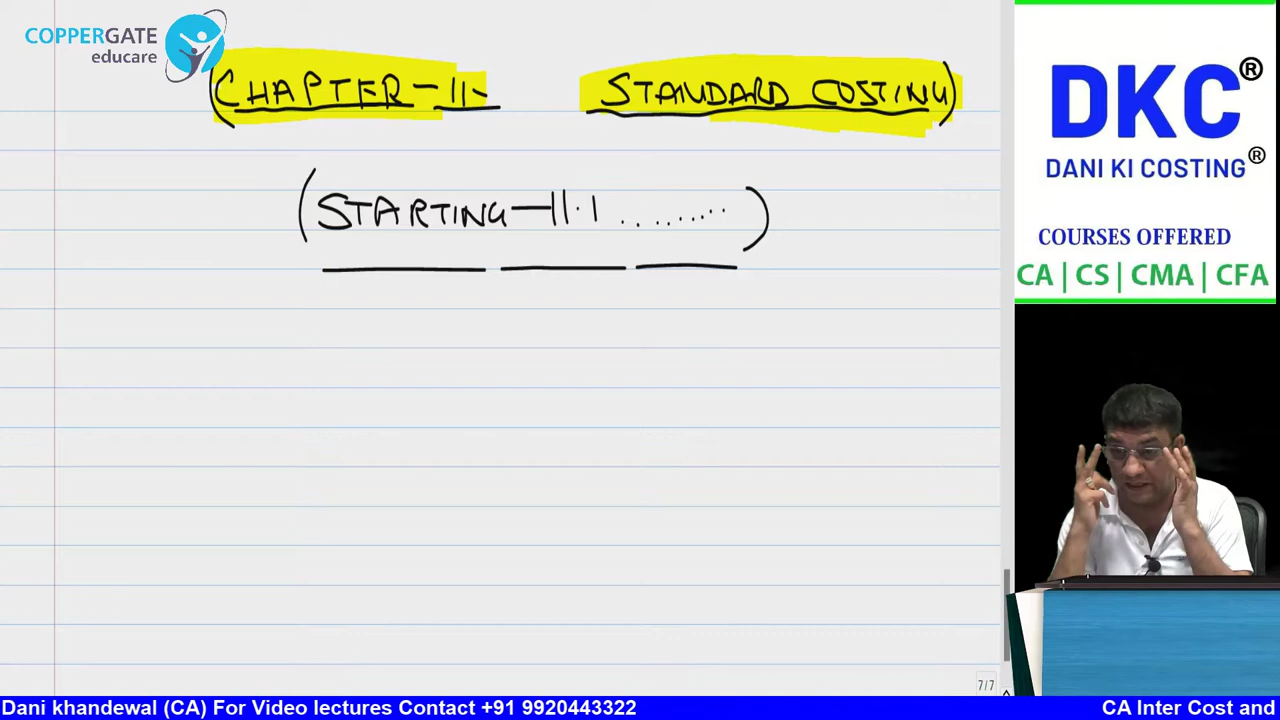 COPPERGATE
educare
(CHAPTER-11- STANDARD COSTING)
(STARTING-11.1 .........)
DKC®
DANI KI COSTING®
COURSES OFFERED
CA | CS | CMA | CFA
7/7
Dani khandewal (CA) For Video lectures Contact +91 9920443322
CA Inter Cost and